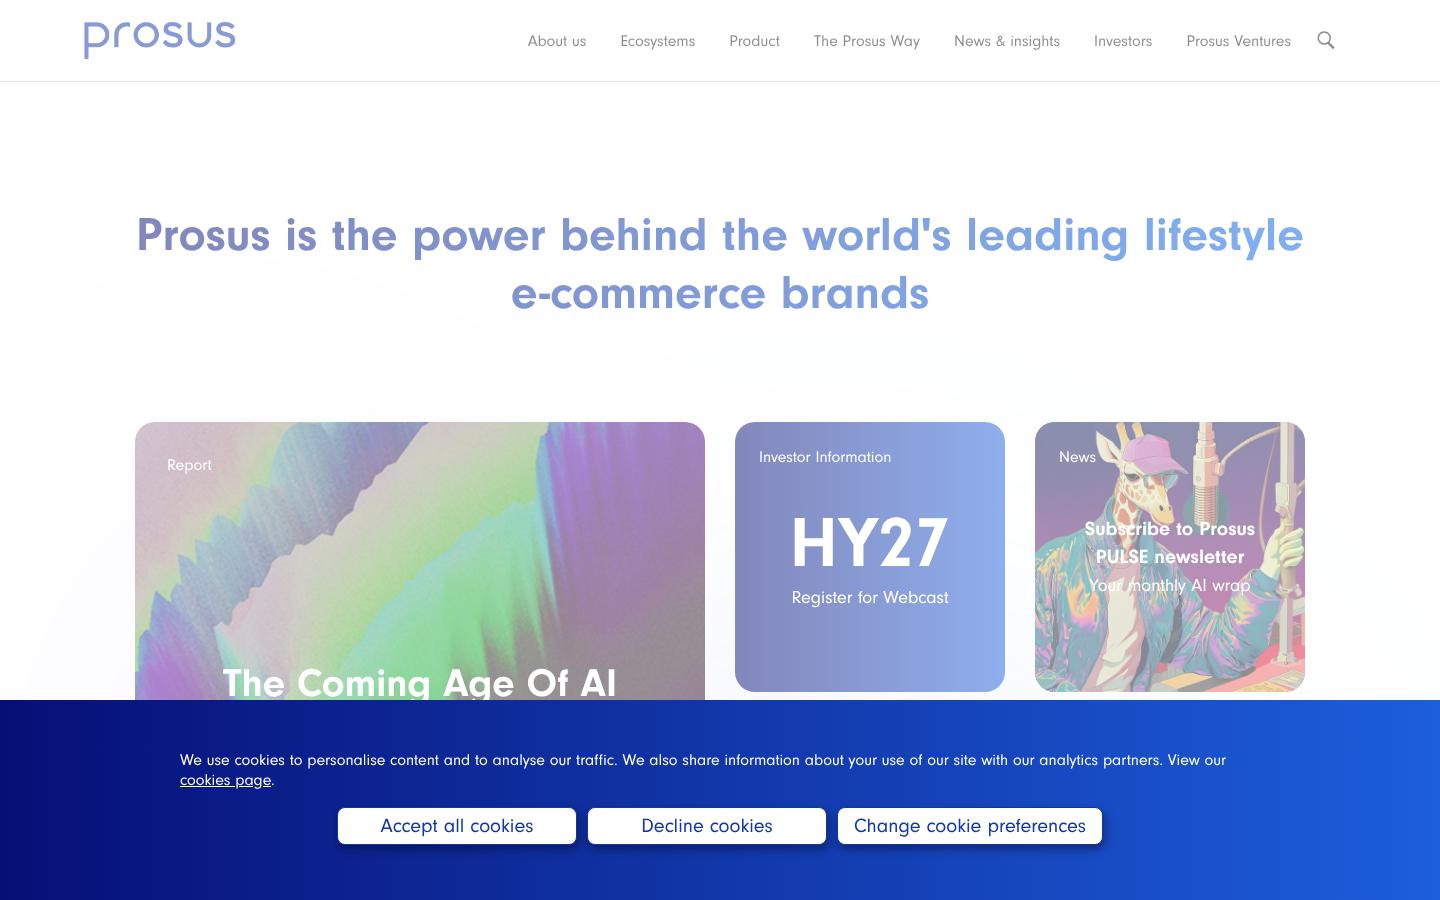 prosus
About us
Ecosystems
Product
The Prosus Way
News & insights
Investors
Prosus Ventures
Prosus is the power behind the world's leading lifestyle
e-commerce brands
Report
The Coming Age Of AI
Investor Information
HY27
Register for Webcast
News
Subscribe to Prosus
PULSE newsletter
Your monthly AI wrap
We use cookies to personalise content and to analyse our traffic. We also share information about your use of our site with our analytics partners. View our
cookies page.
Accept all cookies
Decline cookies
Change cookie preferences